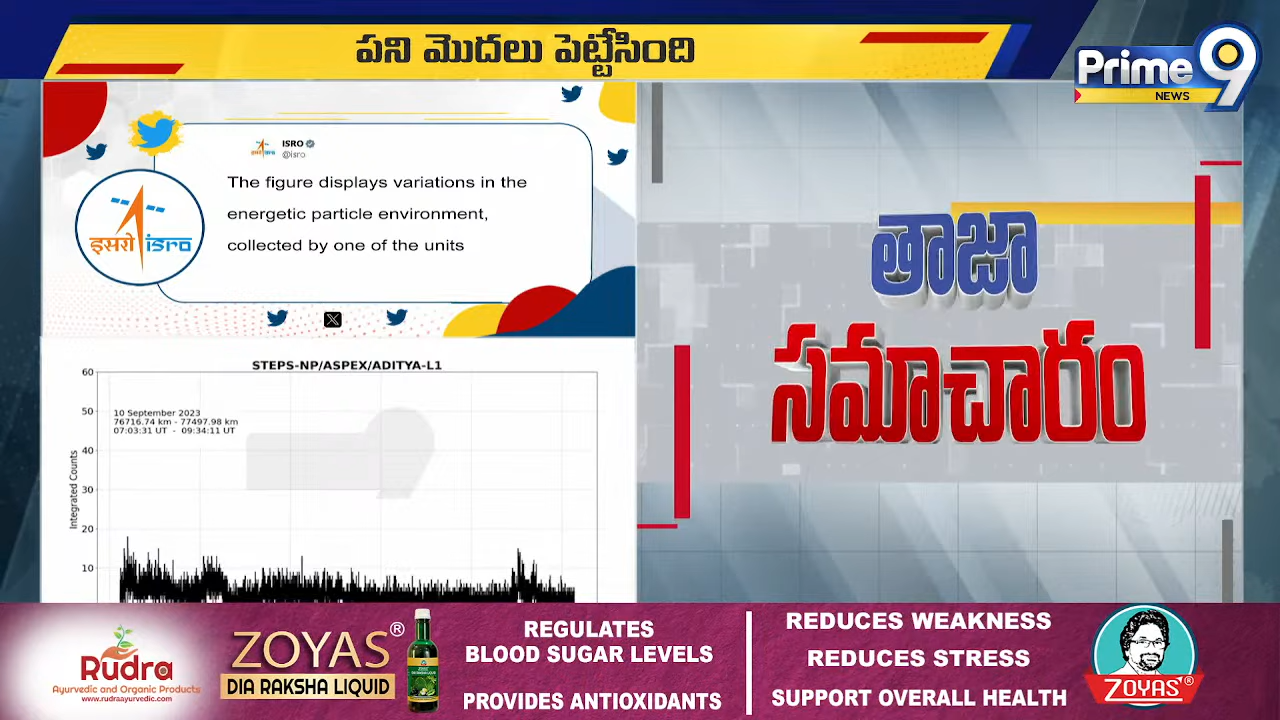 పని మొదలు పెట్టేసింది
Prime9
NEWS
ISRO
@isro
The figure displays variations in the
energetic particle environment,
collected by one of the units
इसरो isro
STEPS-NP/ASPEX/ADITYA-L1
60
50
40
30
20
10
Integrated Counts
10 September 2023
76716.74 km - 77497.98 km
07:03:31 UT - 09:34:11 UT
తాజా
సమాచారం
Rudra
Ayurvedic and Organic Products
www.rudraayurvedic.com
ZOYAS®
DIA RAKSHA LIQUID
REGULATES
BLOOD SUGAR LEVELS
PROVIDES ANTIOXIDANTS
REDUCES WEAKNESS
REDUCES STRESS
SUPPORT OVERALL HEALTH
ZOYAS®